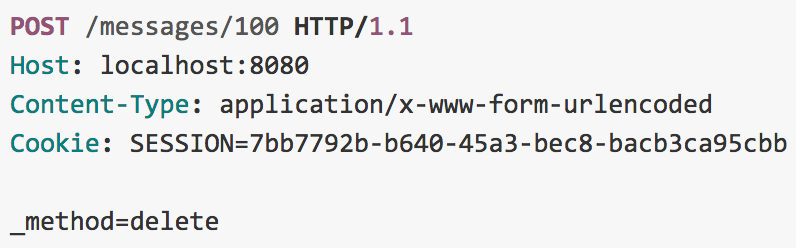 POST /messages/100 HTTP/1.1
Host: localhost:8080
Content-Type: application/x-www-form-urlencoded
Cookie: SESSION=7bb7792b-b640-45a3-bec8-bacb3ca95cbb
_method=delete